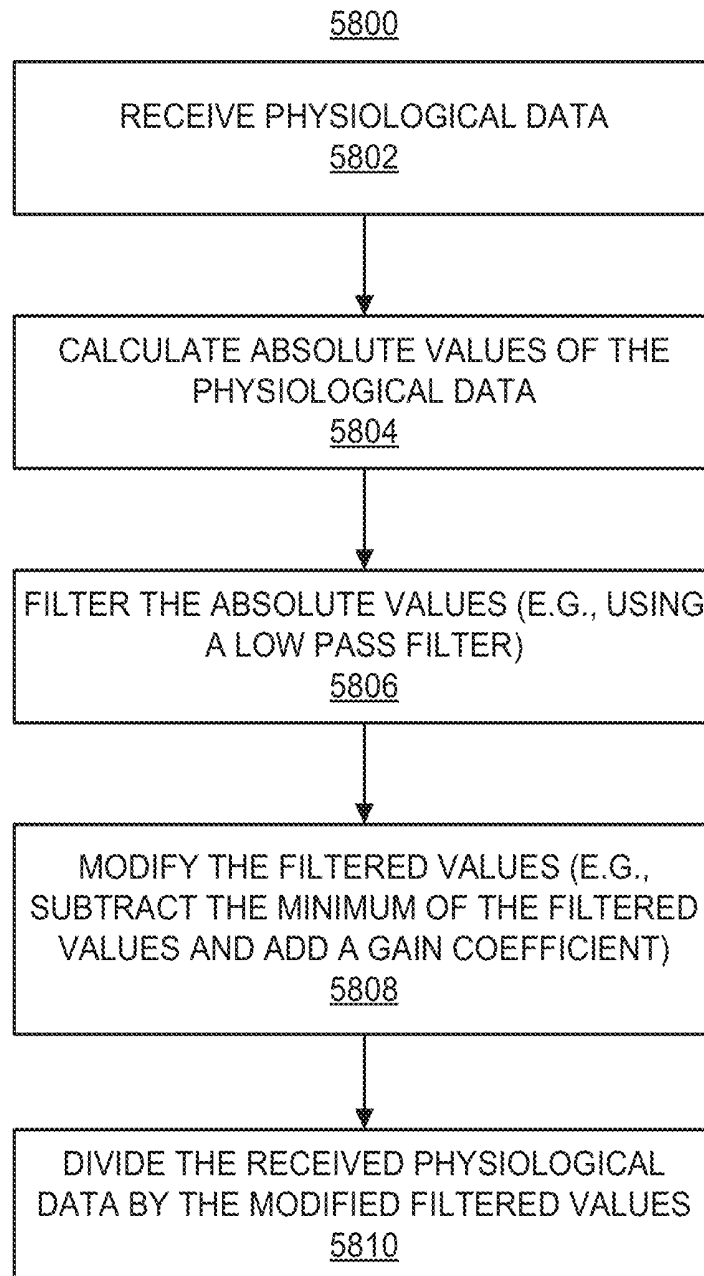 5800
RECEIVE PHYSIOLOGICAL DATA
5802
CALCULATE ABSOLUTE VALUES OF THE
PHYSIOLOGICAL DATA
5804
FILTER THE ABSOLUTE VALUES (E.G., USING
A LOW PASS FILTER)
5806
MODIFY THE FILTERED VALUES (E.G.,
SUBTRACT THE MINIMUM OF THE FILTERED
VALUES AND ADD A GAIN COEFFICIENT)
5808
DIVIDE THE RECEIVED PHYSIOLOGICAL
DATA BY THE MODIFIED FILTERED VALUES
5810